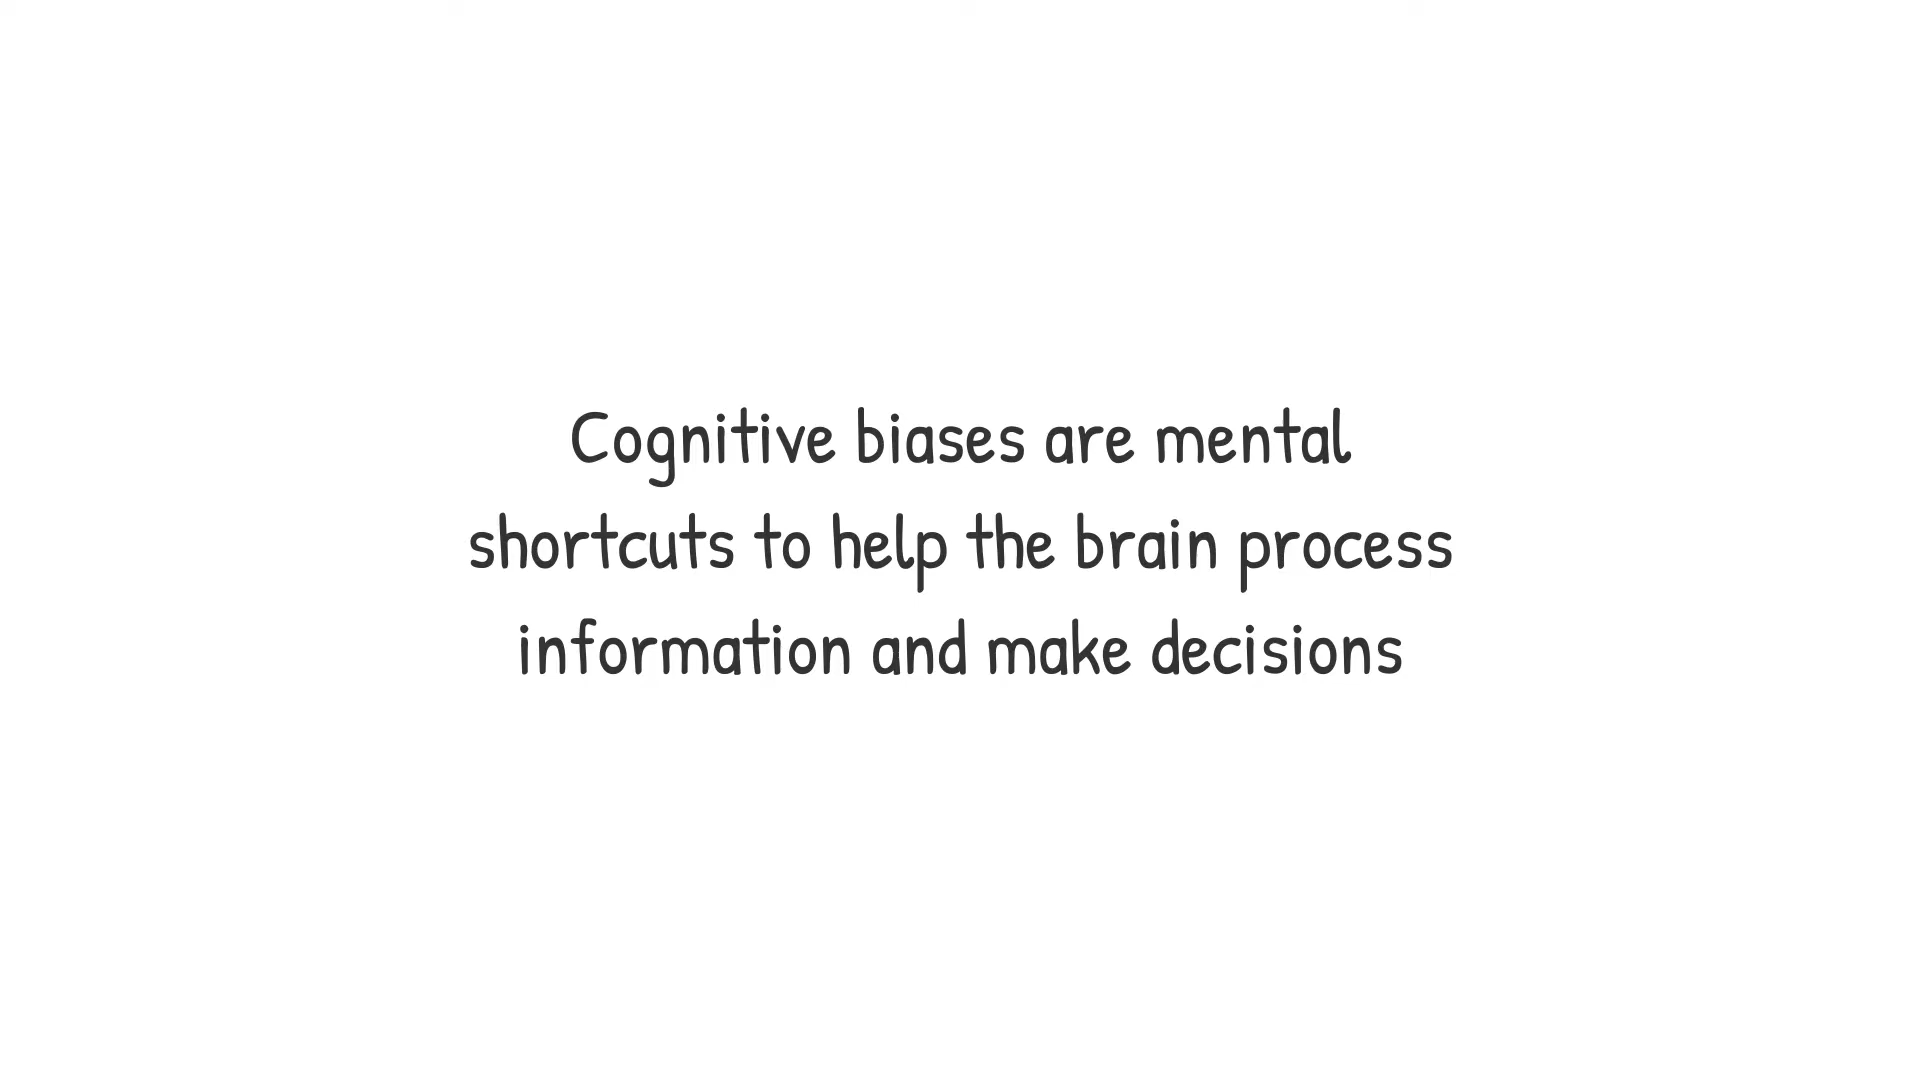 Cognitive biases are mental
shortcuts to help the brain process
information and make decisions